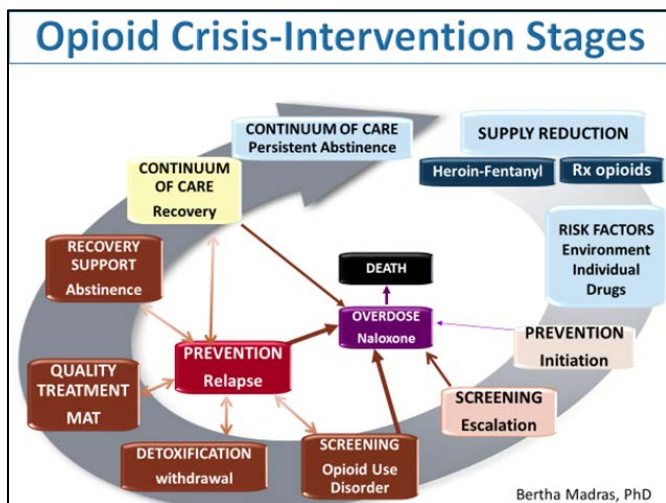 Opioid Crisis-Intervention Stages
CONTINUUM OF CARE
Persistent Abstinence
SUPPLY REDUCTION
Heroin-Fentanyl
Rx opioids
CONTINUUM
OF CARE
Recovery
RISK FACTORS
Environment
Individual
Drugs
RECOVERY
SUPPORT
Abstinence
DEATH
OVERDOSE
Naloxone
PREVENTION
Initiation
PREVENTION
Relapse
QUALITY
TREATMENT
MAT
SCREENING
Escalation
DETOXIFICATION
withdrawal
SCREENING
Opioid Use
Disorder
Bertha Madras, PhD